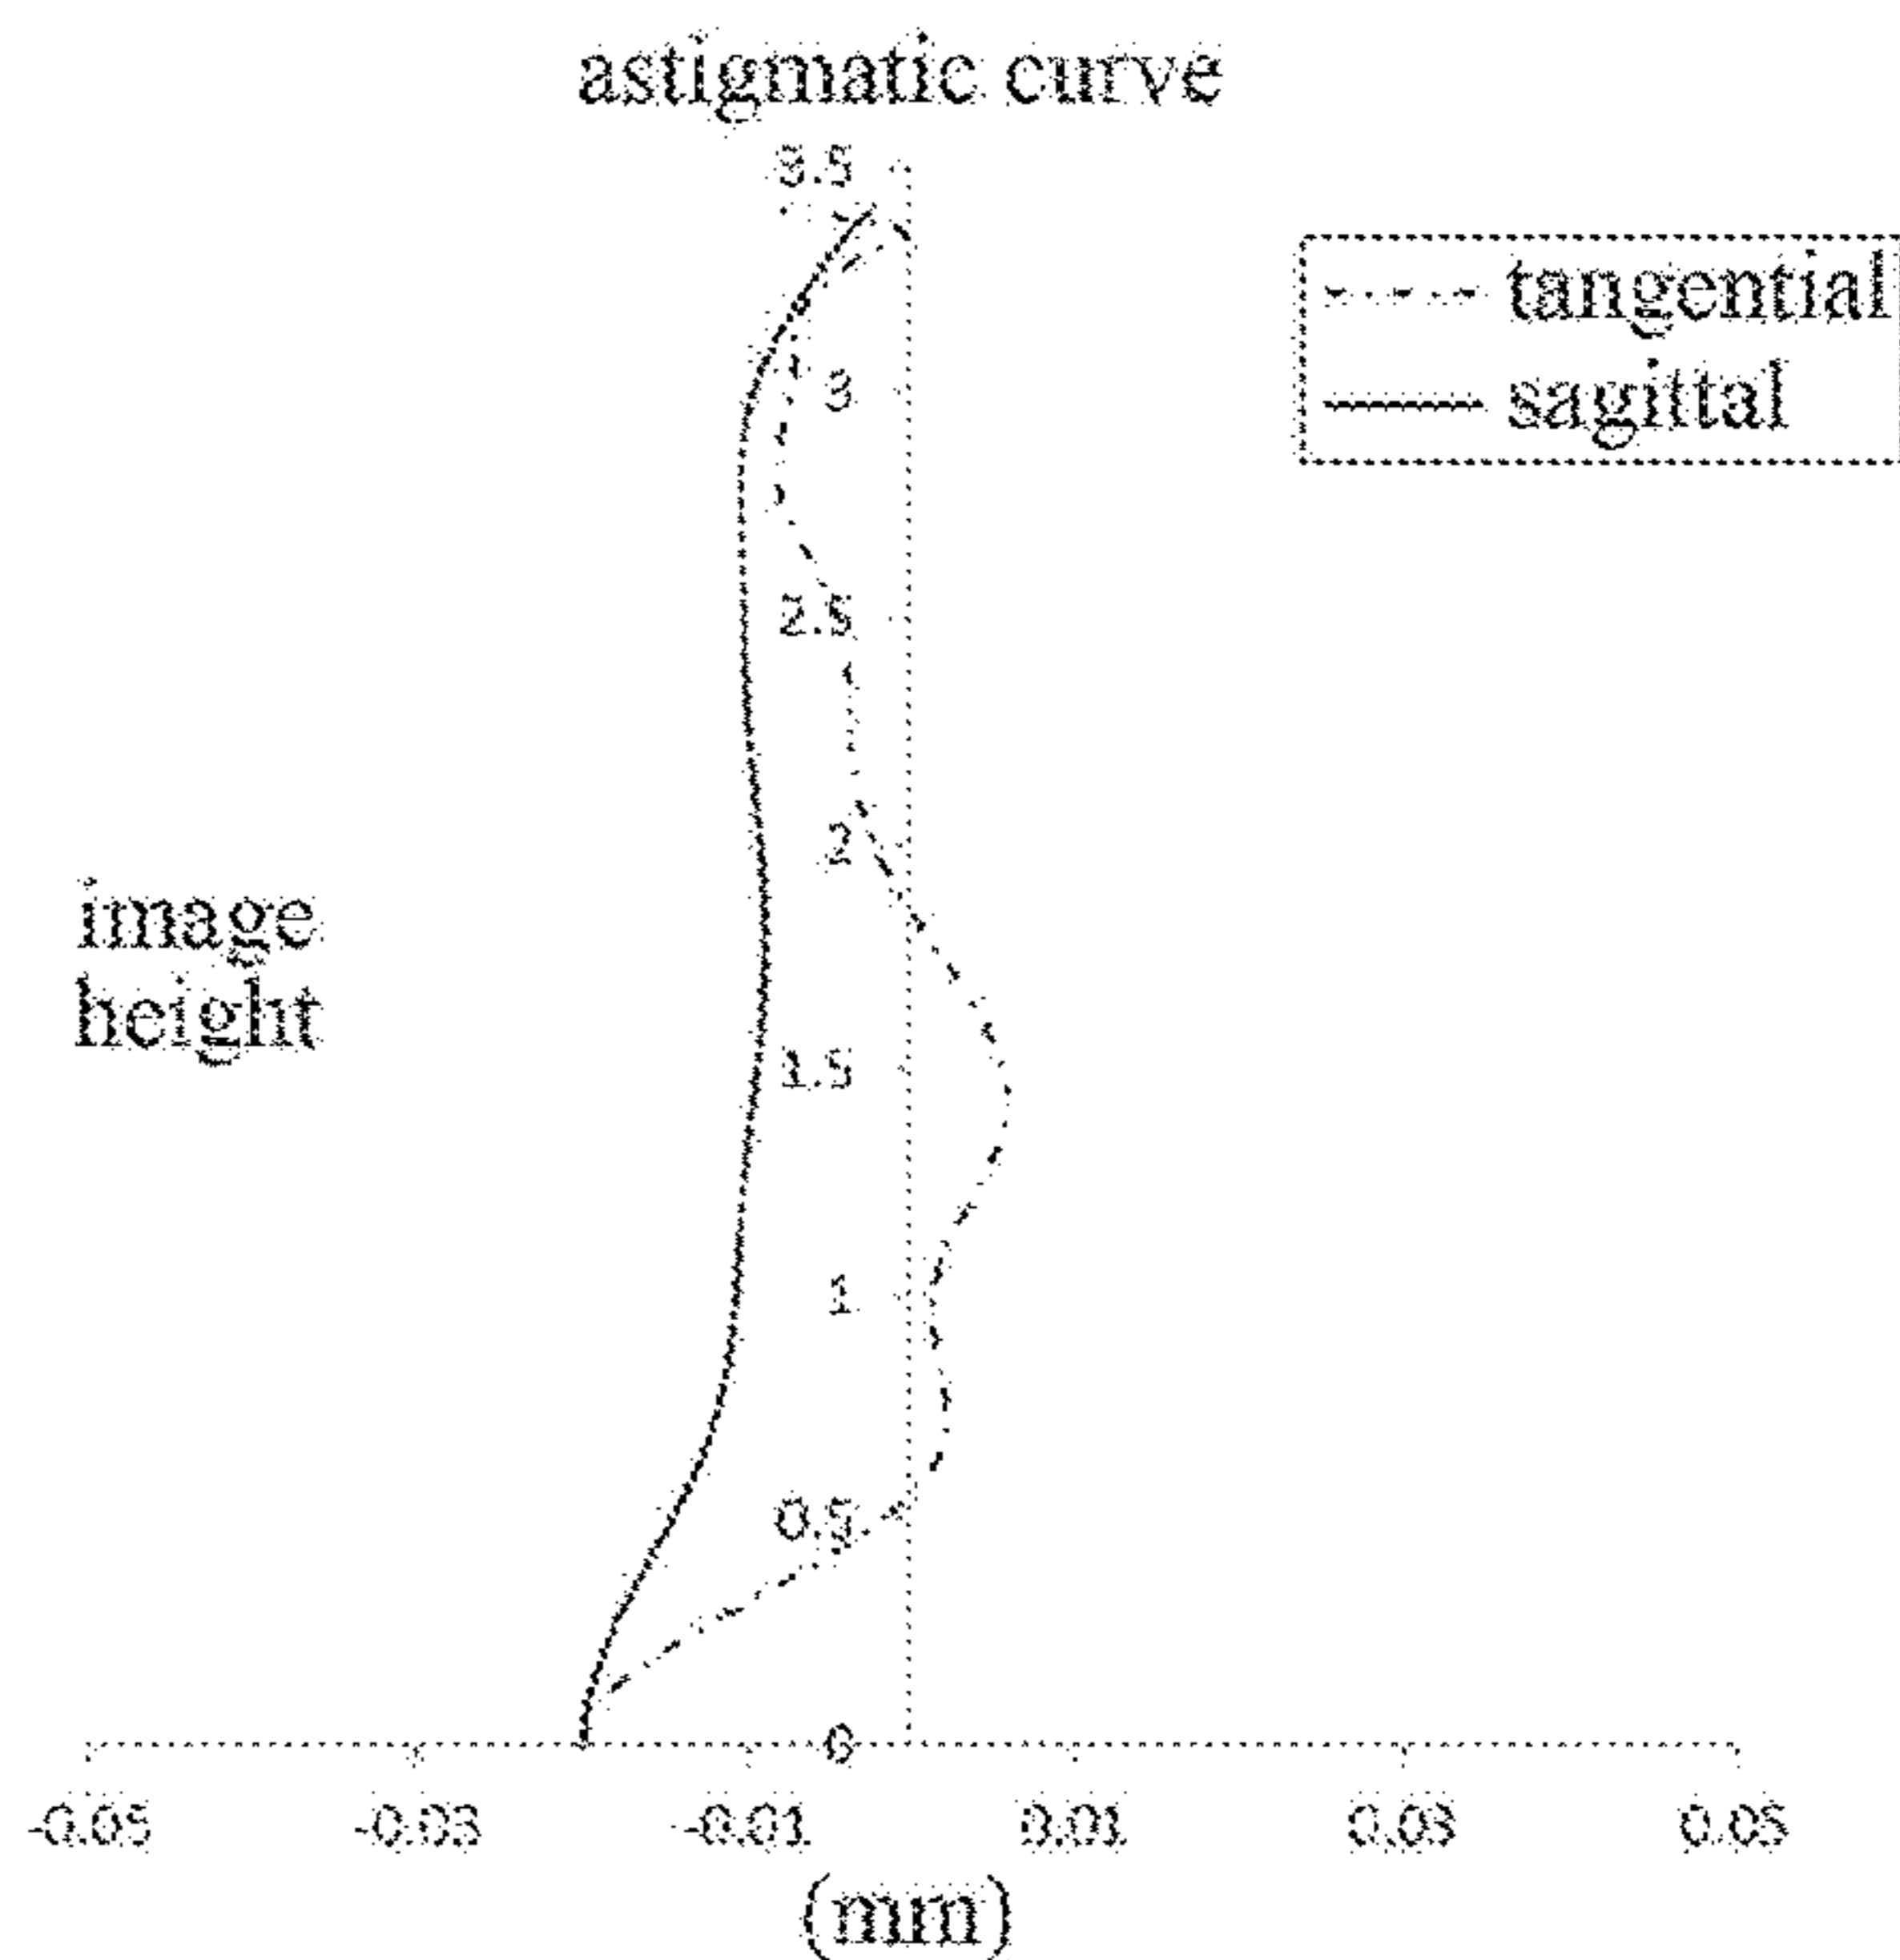 astigmatic curve
3.5
tangential
3
sagittal
2.5
2
image
height
1.5
1
0.5
0
-0.05 -0.03 -0.01 0.01 0.03 0.05
(mm)